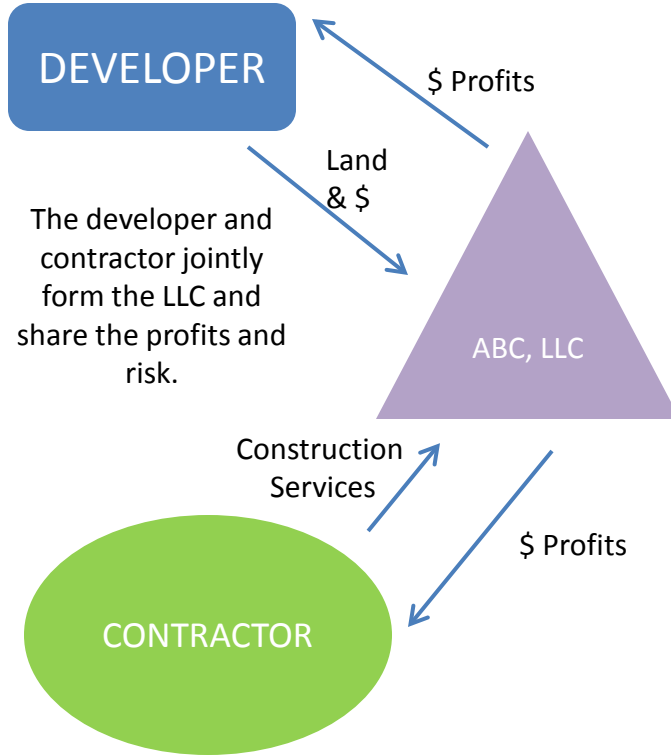 DEVELOPER
$ Profits
Land
& $
The developer and
contractor jointly
form the LLC and
share the profits and
risk.
ABC, LLC
Construction
Services
$ Profits
CONTRACTOR